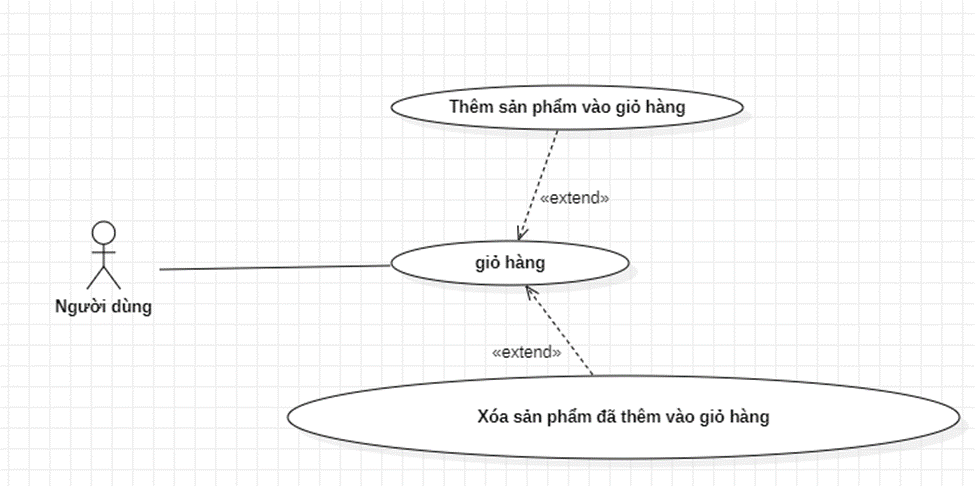 Thêm sản phẩm vào giỏ hàng
«extend»
giỏ hàng
Người dùng
«extend»
Xóa sản phẩm đã thêm vào giỏ hàng